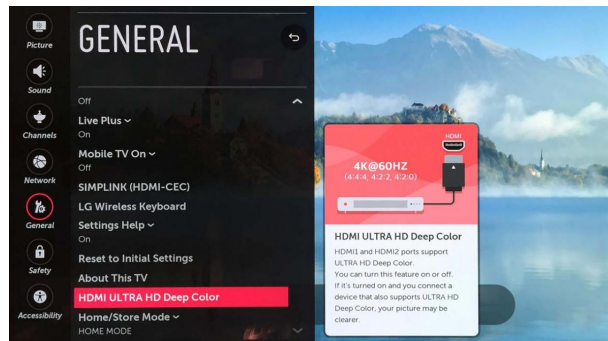 Picture
Sound
Channels
Network
General
Safety
Accessibility
GENERAL
Off
Live Plus
On
Mobile TV On
Off
SIMPLINK (HDMI-CEC)
LG Wireless Keyboard
Settings Help
On
Reset to Initial Settings
About This TV
HDMI ULTRA HD Deep Color
Home/Store Mode
HOME MODE
HDMI
4K@60HZ
(4:4:4, 4:2:2, 4:2:0)
HDMI ULTRA HD Deep Color
HDMI1 and HDMI2 ports support
ULTRA HD Deep Color.
You can turn this feature on or off.
If it's turned on and you connect a
device that also supports ULTRA HD
Deep Color, your picture may be
clearer.